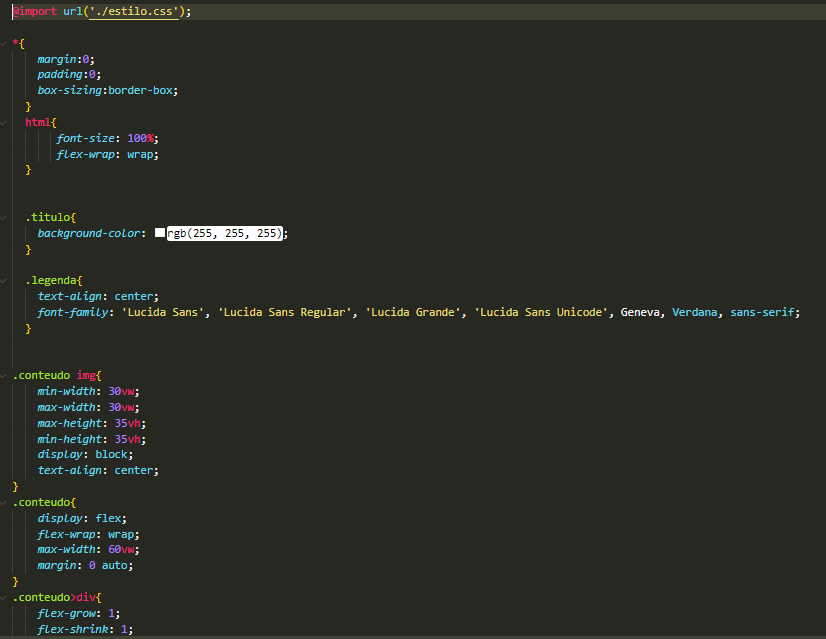 @import url('./estilo.css');
*{
margin:0;
padding:0;
box-sizing:border-box;
}
html{
font-size: 100%;
flex-wrap: wrap;
}
.titulo{
background-color: rgb(255, 255, 255);
}
.legenda{
text-align: center;
font-family: 'Lucida Sans', 'Lucida Sans Regular', 'Lucida Grande', 'Lucida Sans Unicode', Geneva, Verdana, sans-serif;
}
.conteudo img{
min-width: 30vw;
max-width: 30vw;
max-height: 35vh;
min-height: 35vh;
display: block;
text-align: center;
}
.conteudo{
display: flex;
flex-wrap: wrap;
max-width: 60vw;
margin: 0 auto;
}
.conteudo>div{
flex-grow: 1;
flex-shrink: 1;